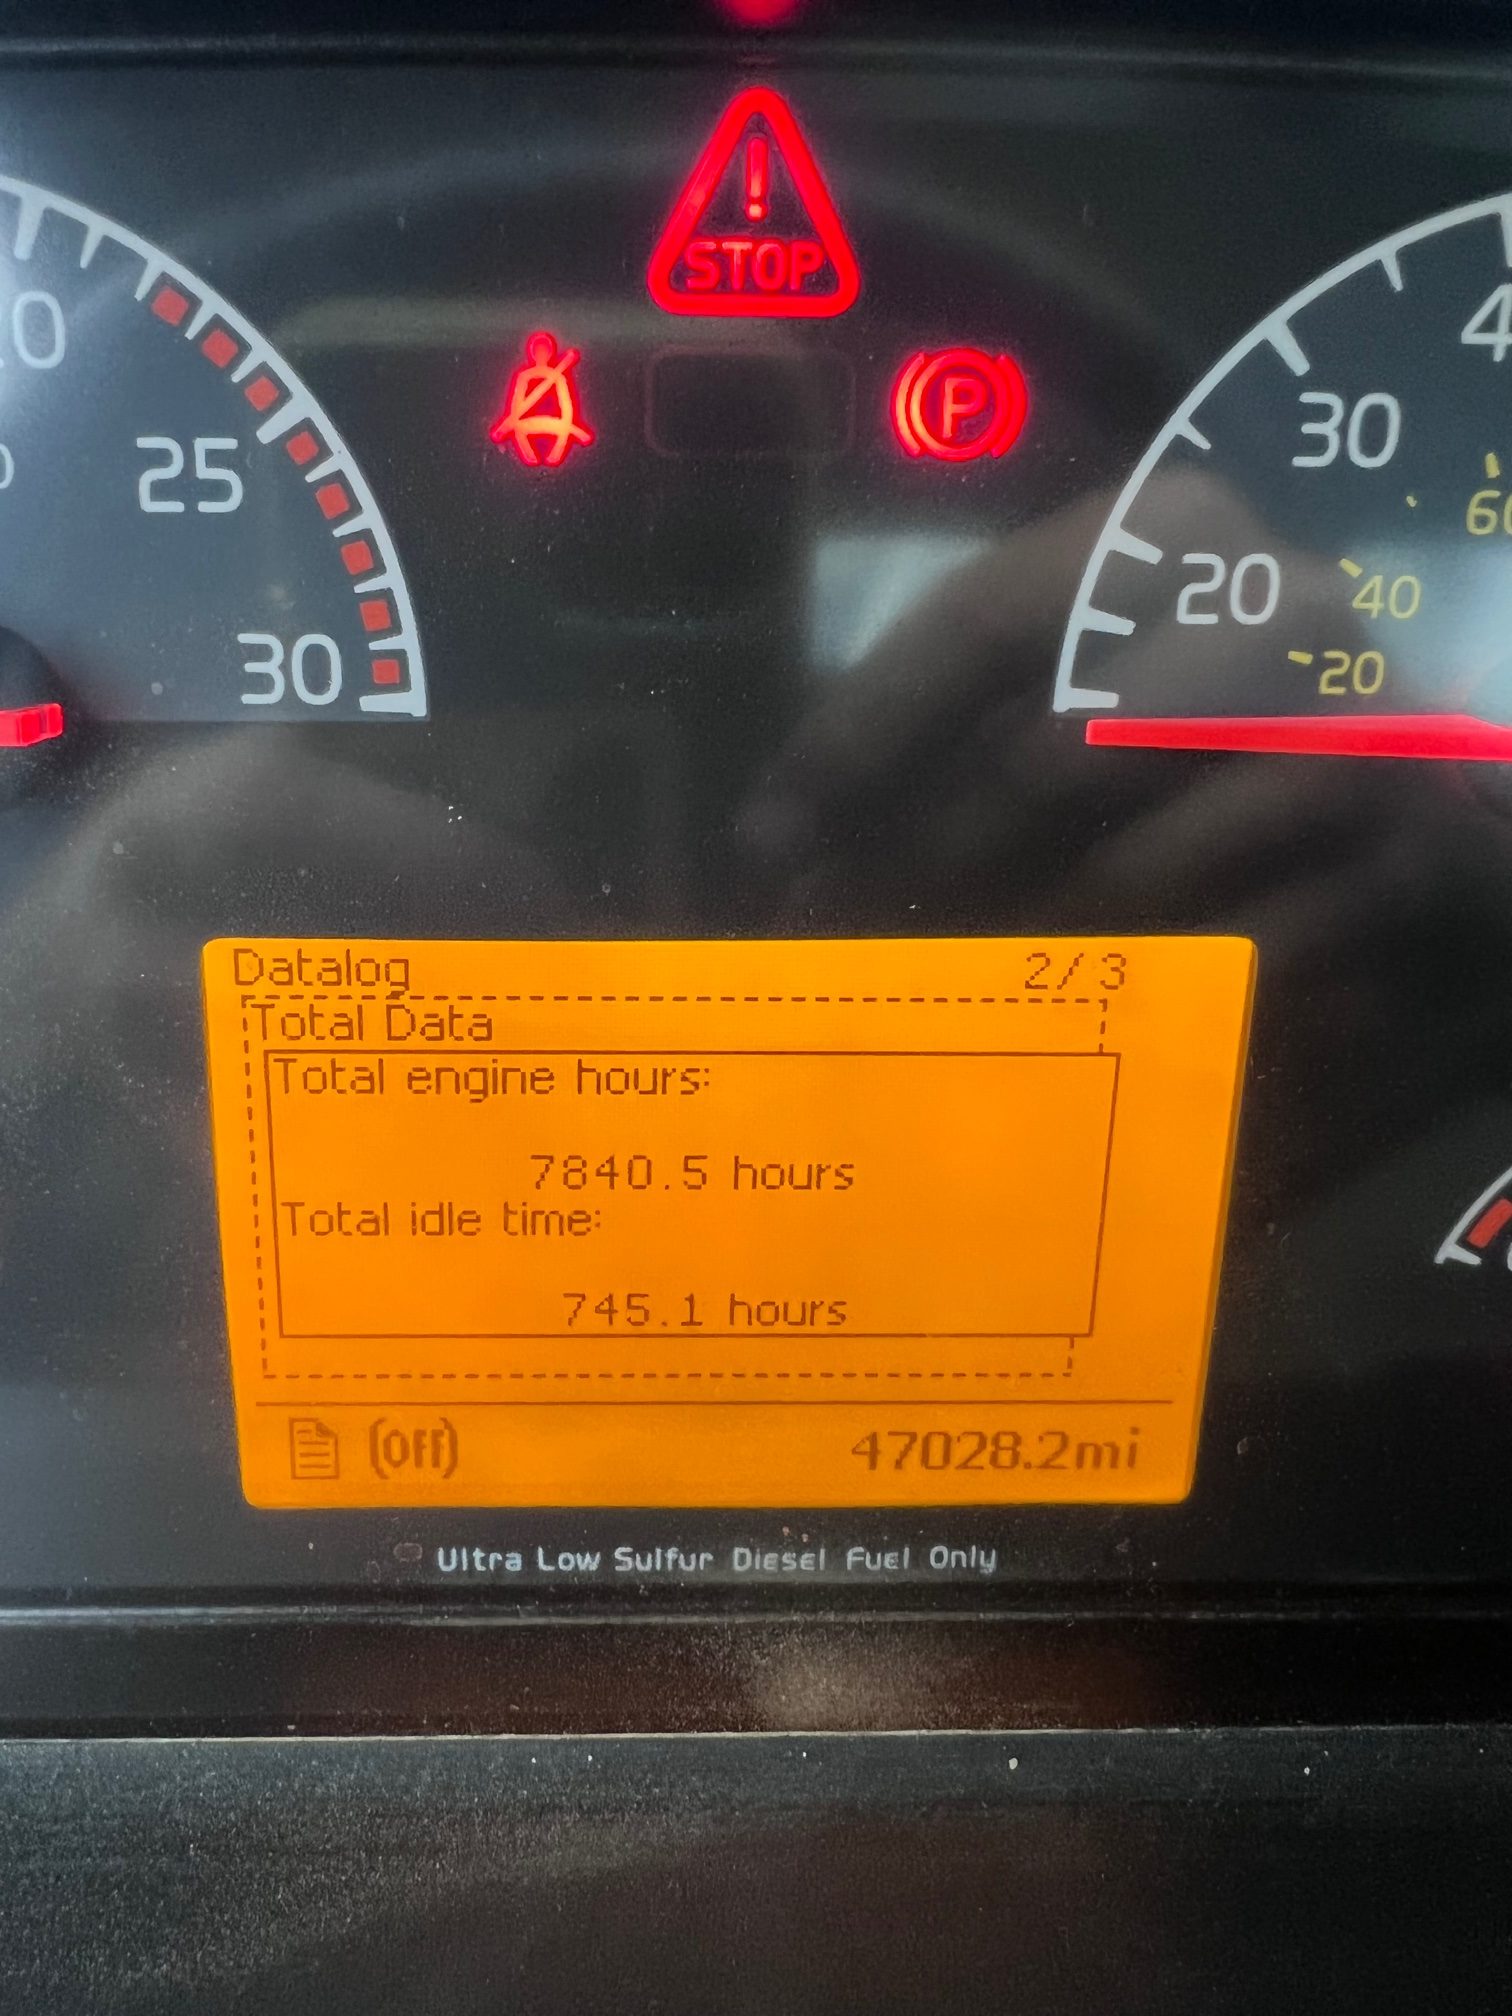 STOP
P
25
30
40
30
60
20
40
20
Datalog 2/3
Total Data
Total engine hours:
7840.5 hours
Total idle time:
745.1 hours
(Off) 47028.2mi
Ultra Low Sulfur Diesel Fuel Only